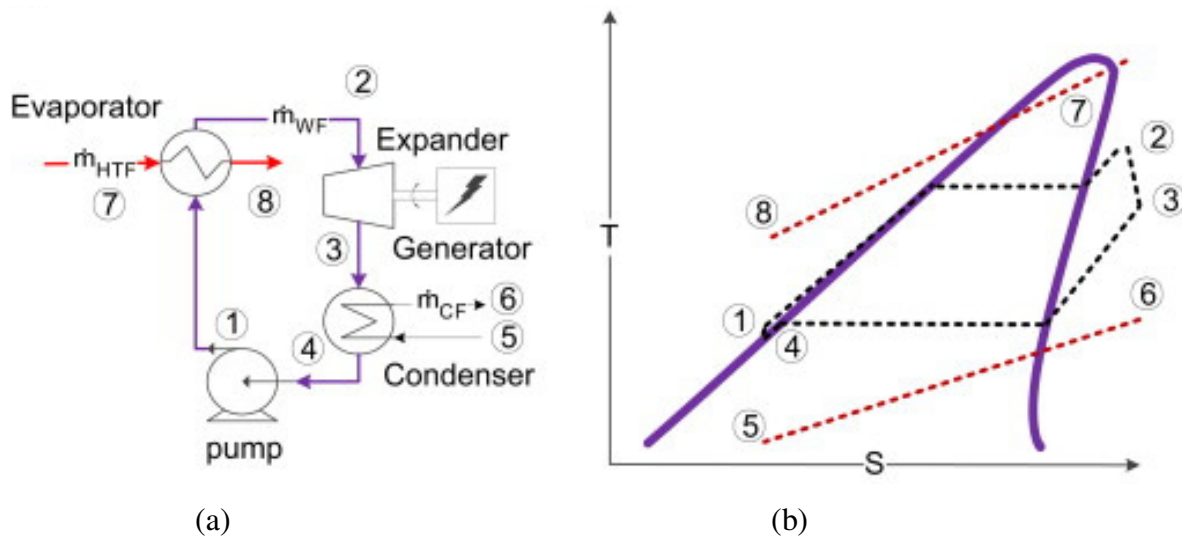 Evaporator
②
ṁWF
Expander
ṁHTF
⑦
⑧
Generator
③
ṁCF
⑥
⑤
①
④
Condenser
pump
(a)
⑦
②
⑧
③
T
①
④
⑥
⑤
S
(b)